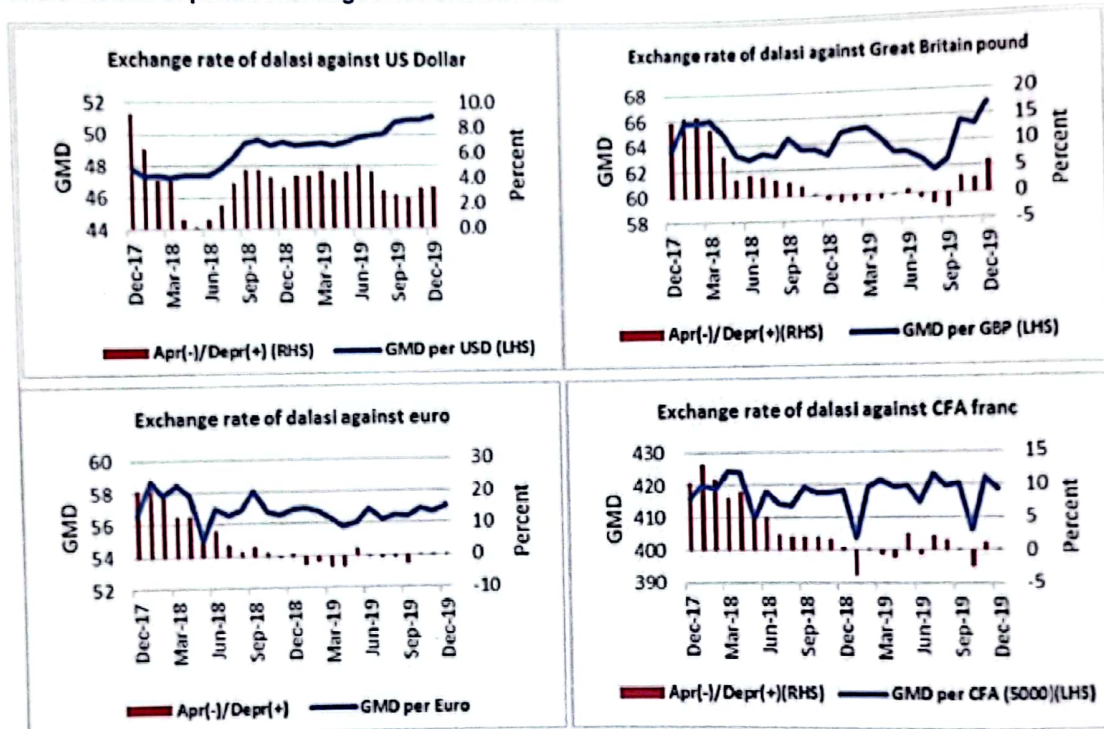 Exchange rate of dalasi against US Dollar
52
50
48
46
44
GMD
10.0
8.0
6.0
4.0
2.0
0.0
Percent
Dec-17
Mar-18
Jun-18
Sep-18
Dec-18
Mar-19
Jun-19
Sep-19
Dec-19
Apr(-)/Depr(+) (RHS)
GMD per USD (LHS)
Exchange rate of dalasi against Great Britain pound
68
66
64
62
60
58
GMD
20
15
10
5
0
-5
Percent
Dec-17
Mar-18
Jun-18
Sep-18
Dec-18
Mar-19
Jun-19
Sep-19
Dec-19
Apr(-)/Depr(+)(RHS)
GMD per GBP (LHS)
Exchange rate of dalasi against euro
60
58
56
54
52
GMD
30
20
10
0
-10
Percent
Dec-17
Mar-18
Jun-18
Sep-18
Dec-18
Mar-19
Jun-19
Sep-19
Dec-19
Apr(-)/Depr(+)
GMD per Euro
Exchange rate of dalasi against CFA franc
430
420
410
400
390
GMD
15
10
5
0
-5
Percent
Dec-17
Mar-18
Jun-18
Sep-18
Dec-18
Mar-19
Jun-19
Sep-19
Dec-19
Apr(-)/Depr(+)(RHS)
GMD per CFA (5000)(LHS)